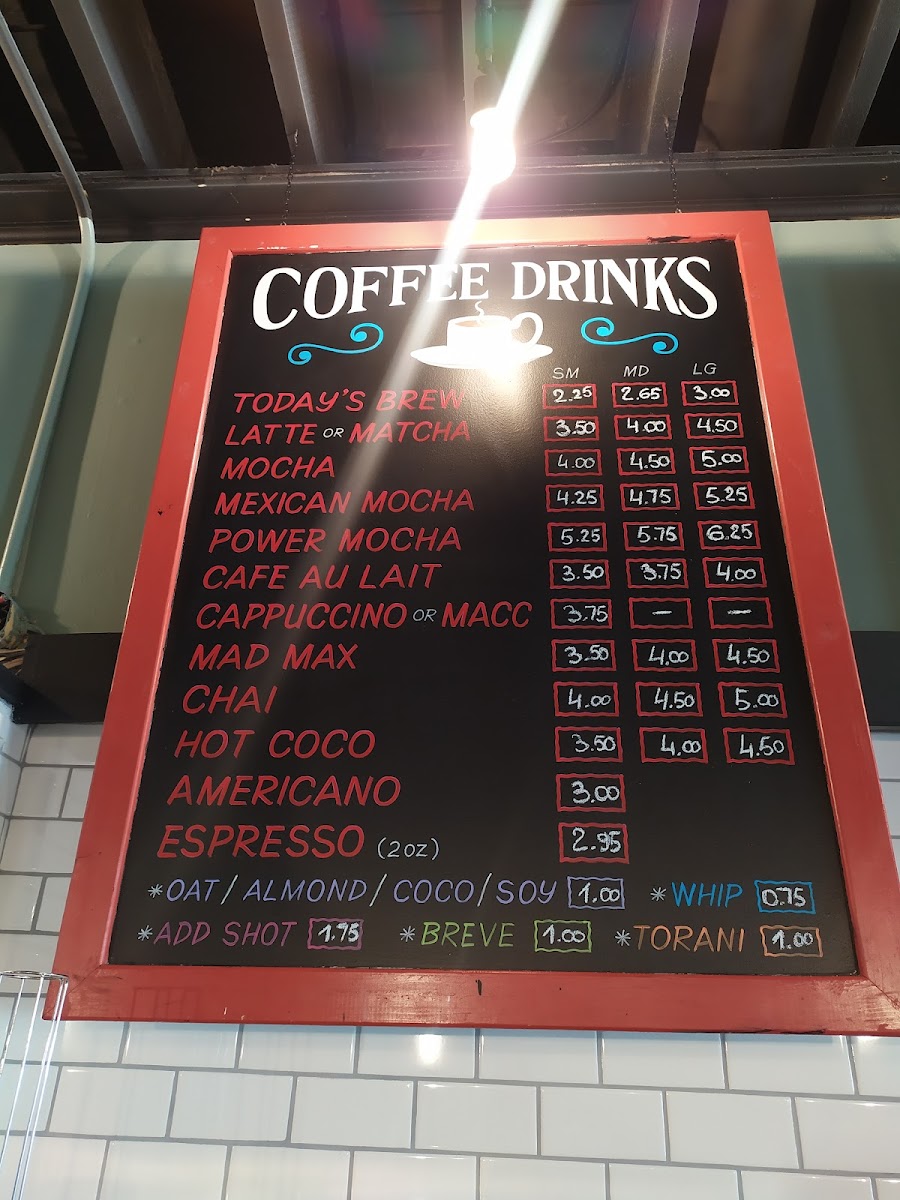 COFFEE DRINKS
SM MD LG
TODAY'S BREW 2.25 2.65 3.00
LATTE OR MATCHA 3.50 4.00 4.50
MOCHA 4.00 4.50 5.00
MEXICAN MOCHA 4.25 4.75 5.25
POWER MOCHA 5.25 5.75 6.25
CAFE AU LAIT 3.50 3.75 4.00
CAPPUCCINO OR MACC 3.75 — —
MAD MAX 3.50 4.00 4.50
CHAI 4.00 4.50 5.00
HOT COCO 3.50 4.00 4.50
AMERICANO 3.00
ESPRESSO (2oz) 2.95
*OAT/ALMOND/COCO/SOY 1.00 *WHIP 0.75
*ADD SHOT 1.95 *BREVE 1.00 *TORANI 1.00